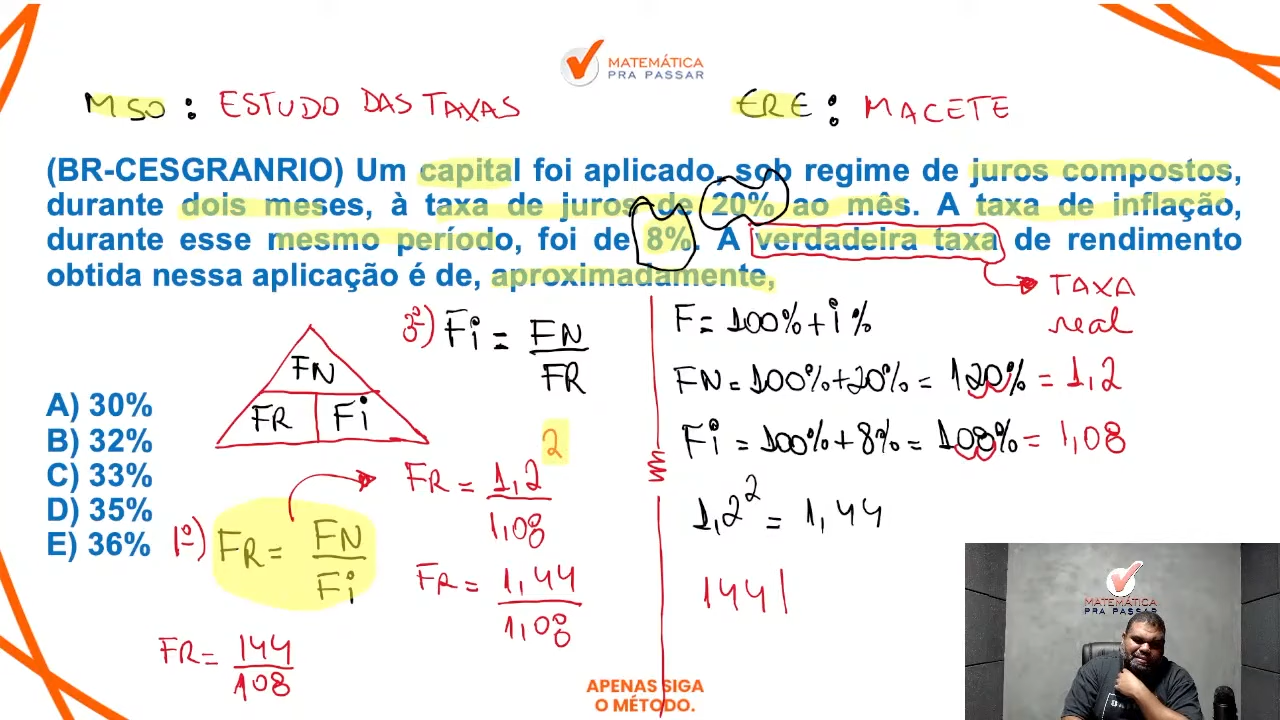 MATEMÁTICA
PRA PASSAR
MSO : ESTUDO DAS TAXAS
ERE : MACETE
(BR-CESGRANRIO) Um capital foi aplicado, sob regime de juros compostos,
durante dois meses, à taxa de juros de 20% ao mês. A taxa de inflação,
durante esse mesmo período, foi de 8%. A verdadeira taxa de rendimento
obtida nessa aplicação é de, aproximadamente,
TAXA
real
A) 30%
B) 32%
C) 33%
D) 35%
E) 36%
FN
FR Fi
3º) Fi = FN/FR
1º) FR = FN/Fi
FR = 1,2²/1,08
FR = 1,44/1,08
FR = 144/108
F = 100% + i%
FN = 100% + 20% = 120% = 1,2
Fi = 100% + 8% = 108% = 1,08
1,2² = 1,44
144|
MATEMÁTICA
PRA PASSAR
APENAS SIGA
O MÉTODO.